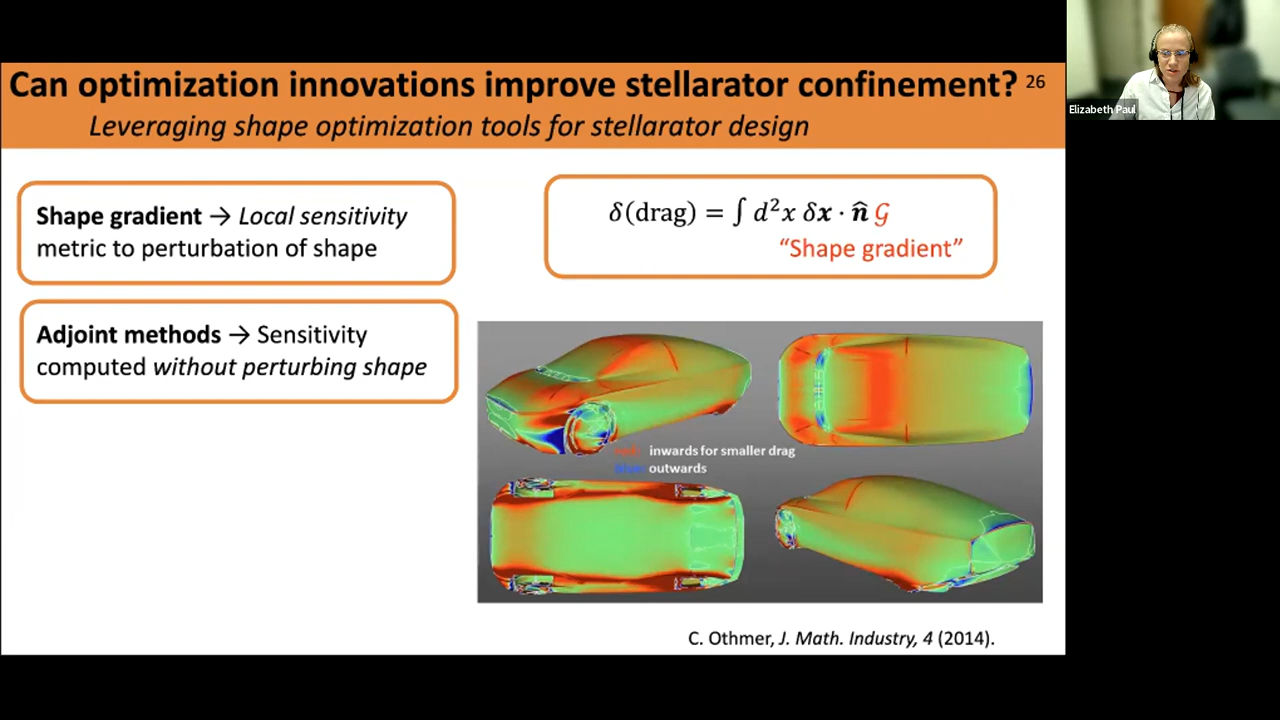 Can optimization innovations improve stellarator confinement? 26
Leveraging shape optimization tools for stellarator design
Elizabeth Paul
Shape gradient → Local sensitivity
metric to perturbation of shape
δ(drag) = ∫ d²x δx · n̂ 𝒢
“Shape gradient”
Adjoint methods → Sensitivity
computed without perturbing shape
inwards for smaller drag
Blue: outwards
C. Othmer, J. Math. Industry, 4 (2014).